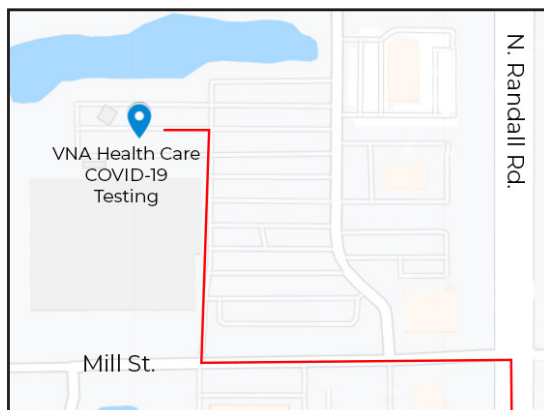 N. Randall Rd.
VNA Health Care
COVID-19
Testing
Mill St.